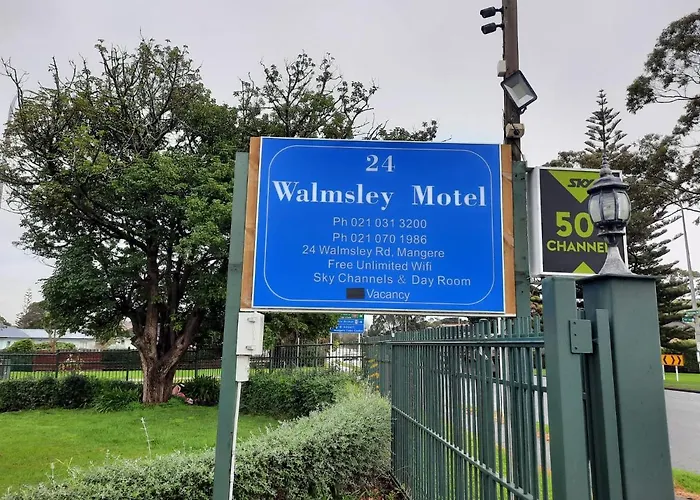 24
Walmsley Motel
Ph 021 031 3200
Ph 021 070 1986
24 Walmsley Rd, Mangere
Free Unlimited Wifi
Sky Channels & Day Room
Vacancy
50
CHANNEL